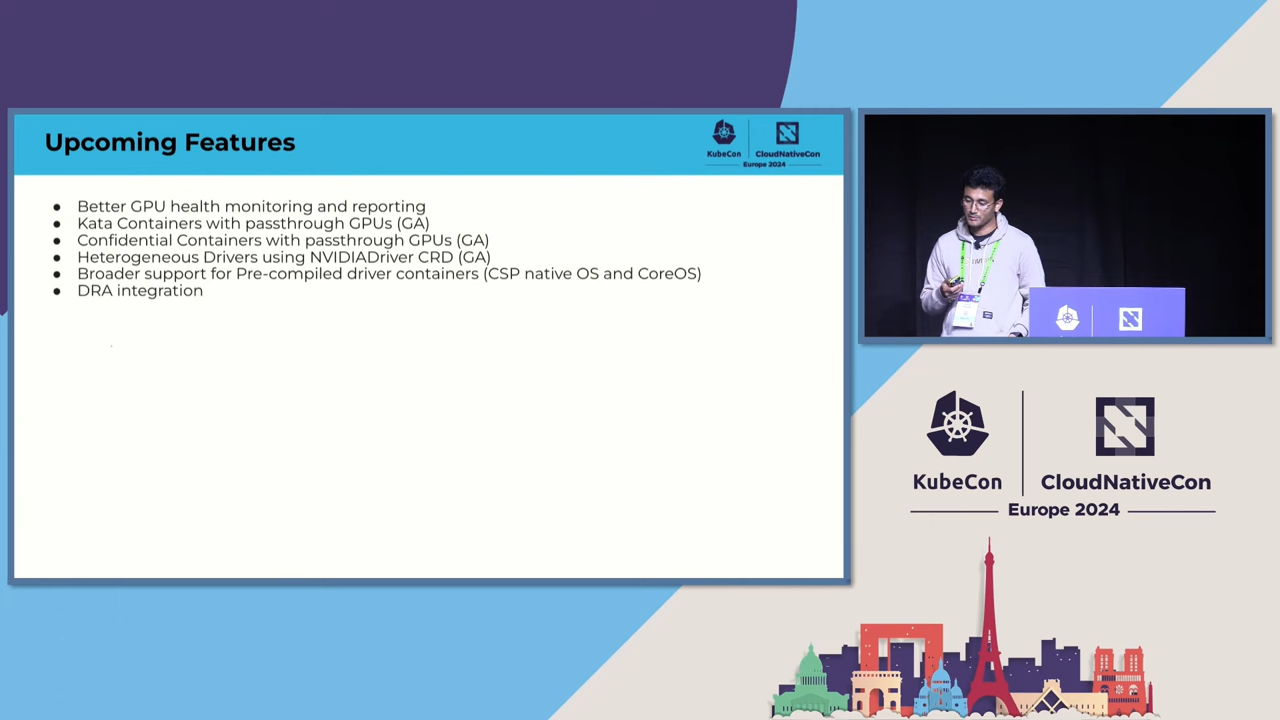 Upcoming Features
KubeCon
CloudNativeCon
Europe 2024
● Better GPU health monitoring and reporting
● Kata Containers with passthrough GPUs (GA)
● Confidential Containers with passthrough GPUs (GA)
● Heterogeneous Drivers using NVIDIADriver CRD (GA)
● Broader support for Pre-compiled driver containers (CSP native OS and CoreOS)
● DRA integration
KubeCon
CloudNativeCon
Europe 2024